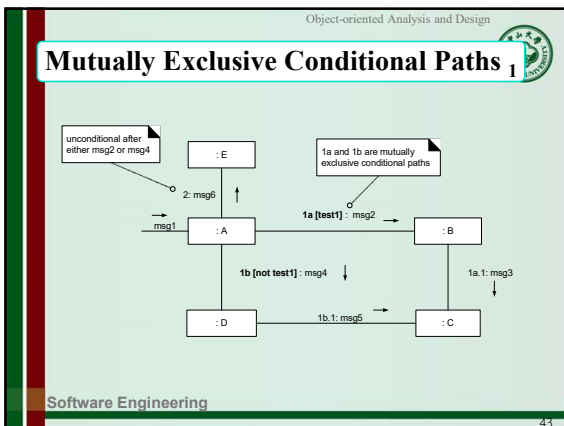 Object-oriented Analysis and Design
Mutually Exclusive Conditional Paths 1
unconditional after
either msg2 or msg4
: E
1a and 1b are mutually
exclusive conditional paths
2: msg6
1a [test1] : msg2
msg1
: A
: B
1b [not test1] : msg4
1a.1: msg3
: D
1b.1: msg5
: C
Software Engineering
43